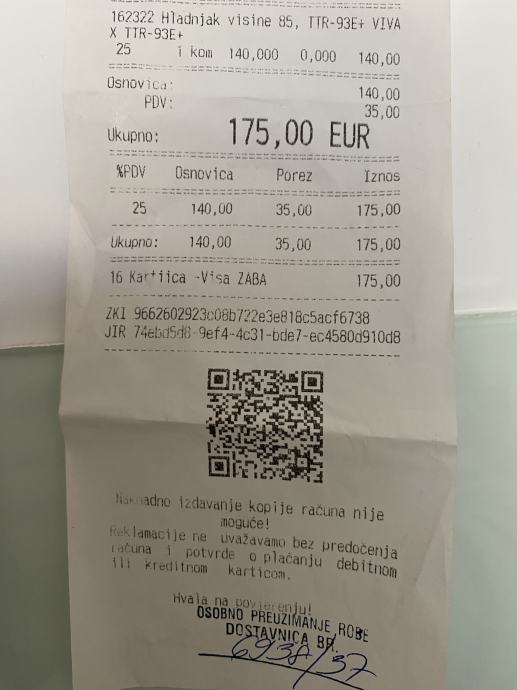 162322 Hladnjak visine 85, TTR-93E+ VIVA
X TTR-93E+
25 1 kom 140,000 0,000 140,00
Osnovica: 140,00
PDV: 35,00
Ukupno: 175,00 EUR
%PDV Osnovica Porez Iznos
25 140,00 35,00 175,00
Ukupno: 140,00 35,00 175,00
16 Kartiica -Visa ZABA 175,00
ZKI 9662602923c08b722e3e818c5acf6738
JIR 74ebd5d8-9ef4-4c31-bde7-ec4580d910d8
Naknadno izdavanje kopije računa nije
moguće!
Reklamacije ne uvažavamo bez predočenja
računa i potvrde o plaćanju debitnom
ili kreditnom karticom.
Hvala na povjerenju!
OSOBNO PREUZIMANJE ROBE
DOSTAVNICA BR.
6938/37